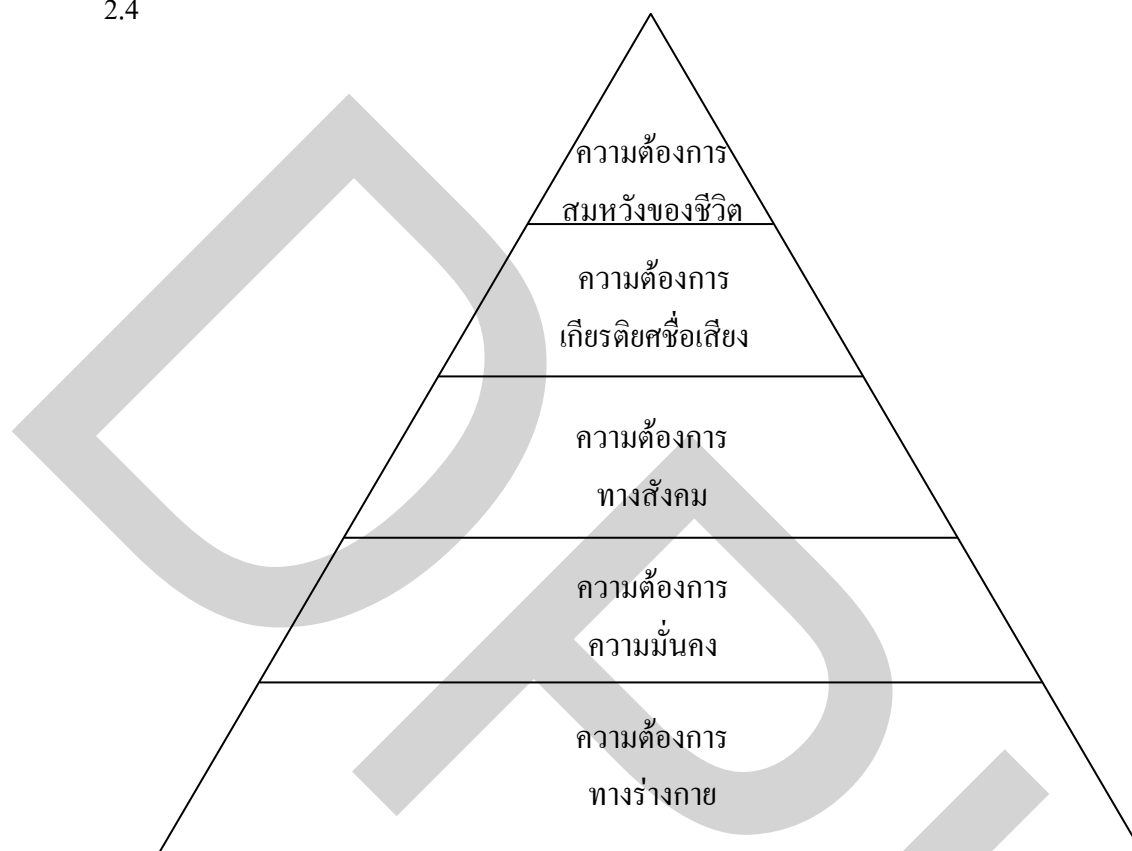 2.4
ความต้องการ
สมหวังของชีวิต
ความต้องการ
เกียรติยศชื่อเสียง
ความต้องการ
ทางสังคม
ความต้องการ
ความมั่นคง
ความต้องการ
ทางร่างกาย